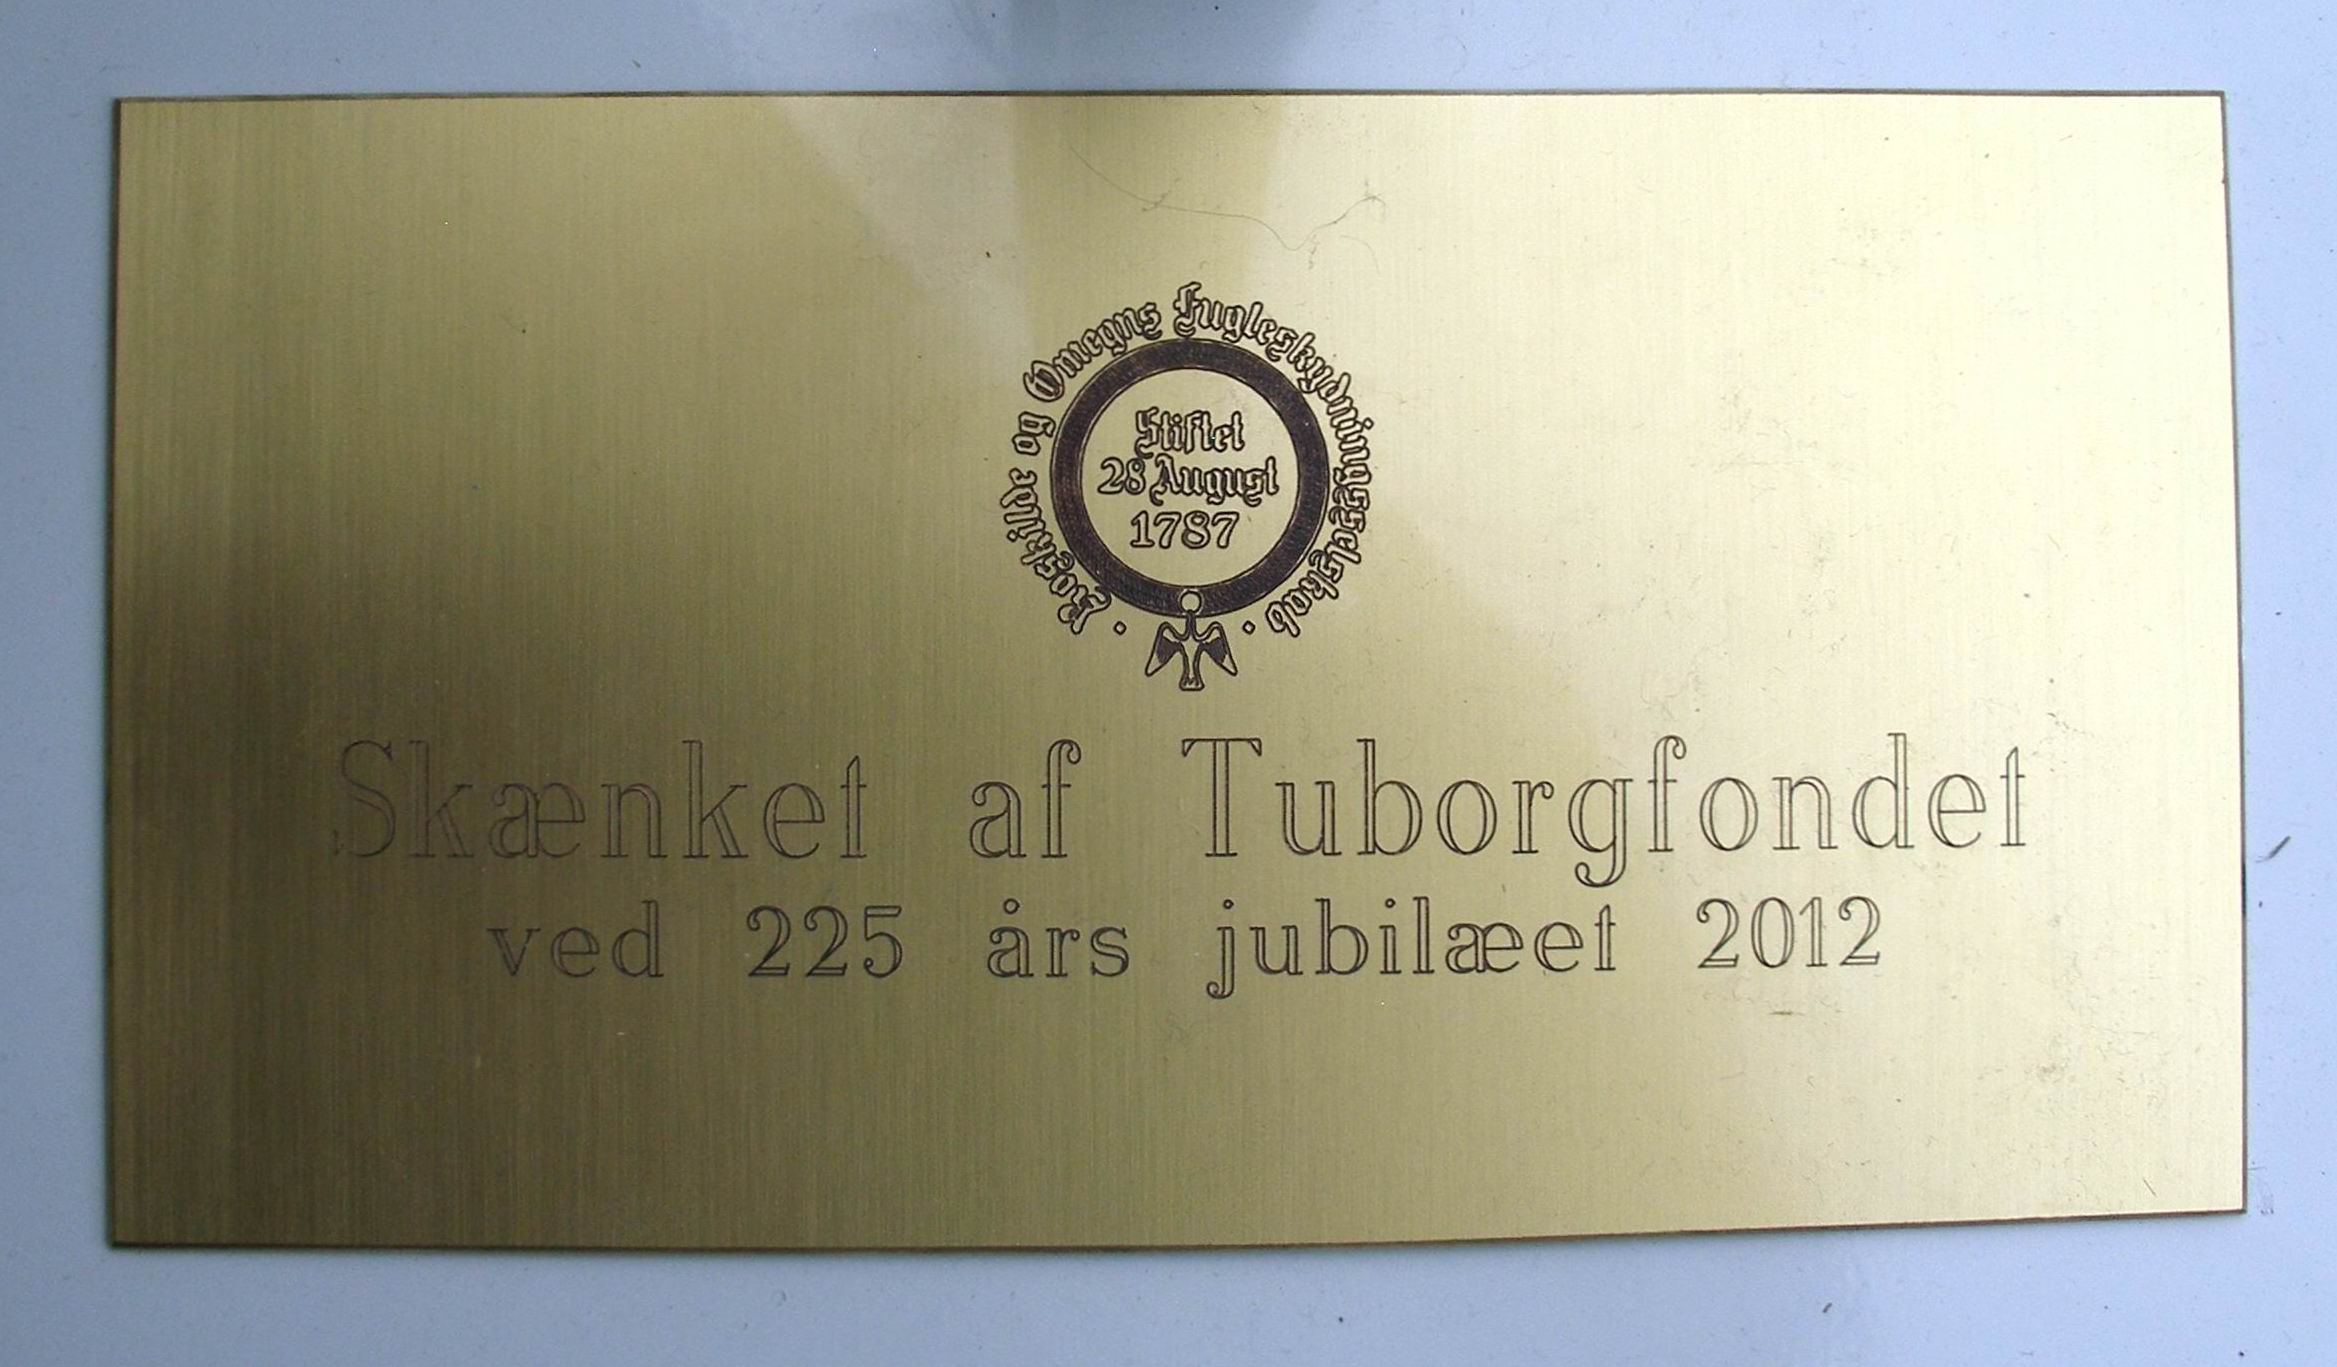 Roskilde og Omegns Fugleskydningsselskab
Stiftet
28 August
1787
Skænket af Tuborgfondet
ved 225 års jubilæet 2012